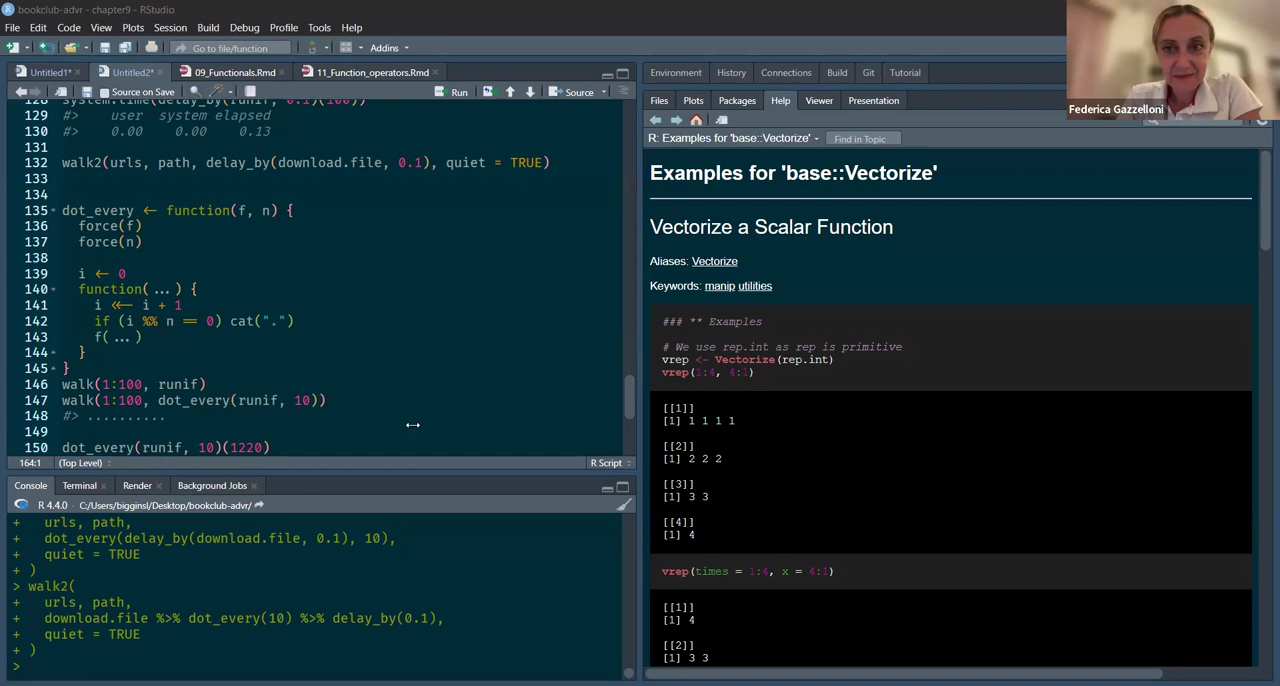 bookclub-advr - chapter9 - RStudio
File Edit Code View Plots Session Build Debug Profile Tools Help
Go to file/function Addins
Untitled1* Untitled2* 09_Functionals.Rmd 11_Function_operators.Rmd
Source on Save Run Source
128 system.time(delay_by(runif, 0.1)(100))
129 #> user system elapsed
130 #> 0.00 0.00 0.13
131
132 walk2(urls, path, delay_by(download.file, 0.1), quiet = TRUE)
133
134
135 dot_every <- function(f, n) {
136 force(f)
137 force(n)
138
139 i <- 0
140 function(...) {
141 i <<- i + 1
142 if (i %% n == 0) cat(".")
143 f(...)
144 }
145 }
146 walk(1:100, runif)
147 walk(1:100, dot_every(runif, 10))
148 #> ..........
149
150 dot_every(runif, 10)(1220)
164:1 (Top Level) R Script
Console Terminal Render Background Jobs
R 4.4.0 · C:/Users/bigginsl/Desktop/bookclub-advr/
+ urls, path,
+ dot_every(delay_by(download.file, 0.1), 10),
+ quiet = TRUE
+ )
> walk2(
+ urls, path,
+ download.file %>% dot_every(10) %>% delay_by(0.1),
+ quiet = TRUE
+ )
>
Environment History Connections Build Git Tutorial
Files Plots Packages Help Viewer Presentation
R: Examples for 'base::Vectorize' Find in Topic
Examples for 'base::Vectorize'
Vectorize a Scalar Function
Aliases: Vectorize
Keywords: manip utilities
### ** Examples
# We use rep.int as rep is primitive
vrep <- Vectorize(rep.int)
vrep(1:4, 4:1)
[[1]]
[1] 1 1 1 1
[[2]]
[1] 2 2 2
[[3]]
[1] 3 3
[[4]]
[1] 4
vrep(times = 1:4, x = 4:1)
[[1]]
[1] 4
[[2]]
[1] 3 3
Federica Gazzelloni